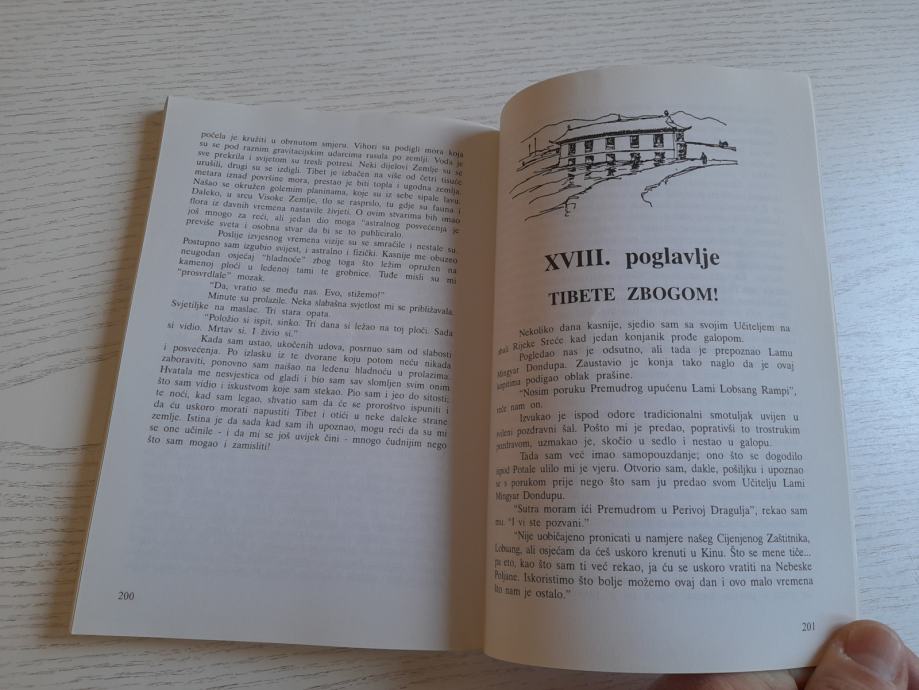 počela je kružiti u obrnutom smjeru. Vihori su podigli mora koja
su se pod raznim gravitacijskim udarcima rasula po zemlji. Voda je
sve prekrila i svijetom su tresli potresi. Neki dijelovi Zemlje su se
urušili, drugi su se izdigli. Tibet je izbačen na više od četri tisuće
metara iznad površine mora, prestao je biti topla i ugodna zemlja.
Našao se okružen golemim planinama, koje su iz sebe sipale lavu.
Daleko, u srcu Visoke Zemlje, tlo se rasprslo, tu gdje su fauna i
flora iz davnih vremena nastavile živjeti. O ovim stvarima bih imao
još mnogo za reći, ali jedan dio moga "astralnog posvećenja je
previše sveta i osobna stvar da bi se to publiciralo.
Poslije izvjesnog vremena vizije su se smračile i nestale su.
Postupno sam izgubio svijest, i astralno i fizički. Kasnije me obuzeo
neugodan osjećaj "hladnoće" zbog toga što ležim opružen na
kamenoj ploči u ledenoj tami te grobnice. Tuđe misli su mi
"prosvrdlale" mozak.
"Da, vratio se među nas. Evo, stižemo!"
Minute su prolazile. Neka slabašna svjetlost mi se približavala.
Svjetiljke na maslac. Tri stara opata.
"Položio si ispit, sinko. Tri dana si ležao na toj ploči. Sada
si vidio. Mrtav si. I živio si."
Kada sam ustao, ukočenih udova, posrnuo sam od slabosti
i posvećenja. Po izlasku iz te dvorane koju potom neću nikada
zaboraviti, ponovno sam naišao na ledenu hladnoću u prolazima.
Hvatala me nesvjestica od gladi i bio sam sav slomljen svim onim
što sam vidio i iskustvom koje sam stekao. Pio sam i jeo do sitosti;
te noći, kad sam legao, shvatio sam da će se proroštvo ispuniti i
da ću uskoro morati napustiti Tibet i otići u neke daleke strane
zemlje. Istina je da sada kad sam ih upoznao, mogu reći da su mi
se one učinile - i da mi se još uvijek čini - mnogo čudnijim nego
što sam mogao i zamisliti!
200
XVIII. poglavlje
TIBETE ZBOGOM!
Nekoliko dana kasnije, sjedio sam sa svojim Učiteljem na
obali Rijeke Sreće kad jedan konjanik prođe galopom.
Pogledao nas je odsutno, ali tada je prepoznao Lamu
Mingyar Dondupa. Zaustavio je konja tako naglo da je ovaj
kopitima podigao oblak prašine.
"Nosim poruku Premudrog upućenu Lami Lobsang Rampi",
reče nam on.
Izvukao je ispod odore tradicionalni smotuljak uvijen u
svileni pozdravni šal. Pošto mi je predao, poprativši to trostrukim
pozdravom, uzmakao je, skočio u sedlo i nestao u galopu.
Tada sam već imao samopouzdanje; ono što se dogodilo
ispod Potale ulilo mi je vjeru. Otvorio sam, dakle, pošiljku i upoznao
se s porukom prije nego što sam ju predao svom Učitelju Lami
Mingyar Dondupu.
"Sutra moram ići Premudrom u Perivoj Dragulja", rekao sam
mu. "I vi ste pozvani."
"Nije uobičajeno pronicati u namjere našeg Cijenjenog Zaštitnika,
Lobsang, ali osjećam da ćeš uskoro krenuti u Kinu. Što se mene tiče...
pa eto, kao što sam ti već rekao, ja ću se uskoro vratiti na Nebeske
Poljane. Iskoristimo što bolje možemo ovaj dan i ovo malo vremena
što nam je ostalo."
201